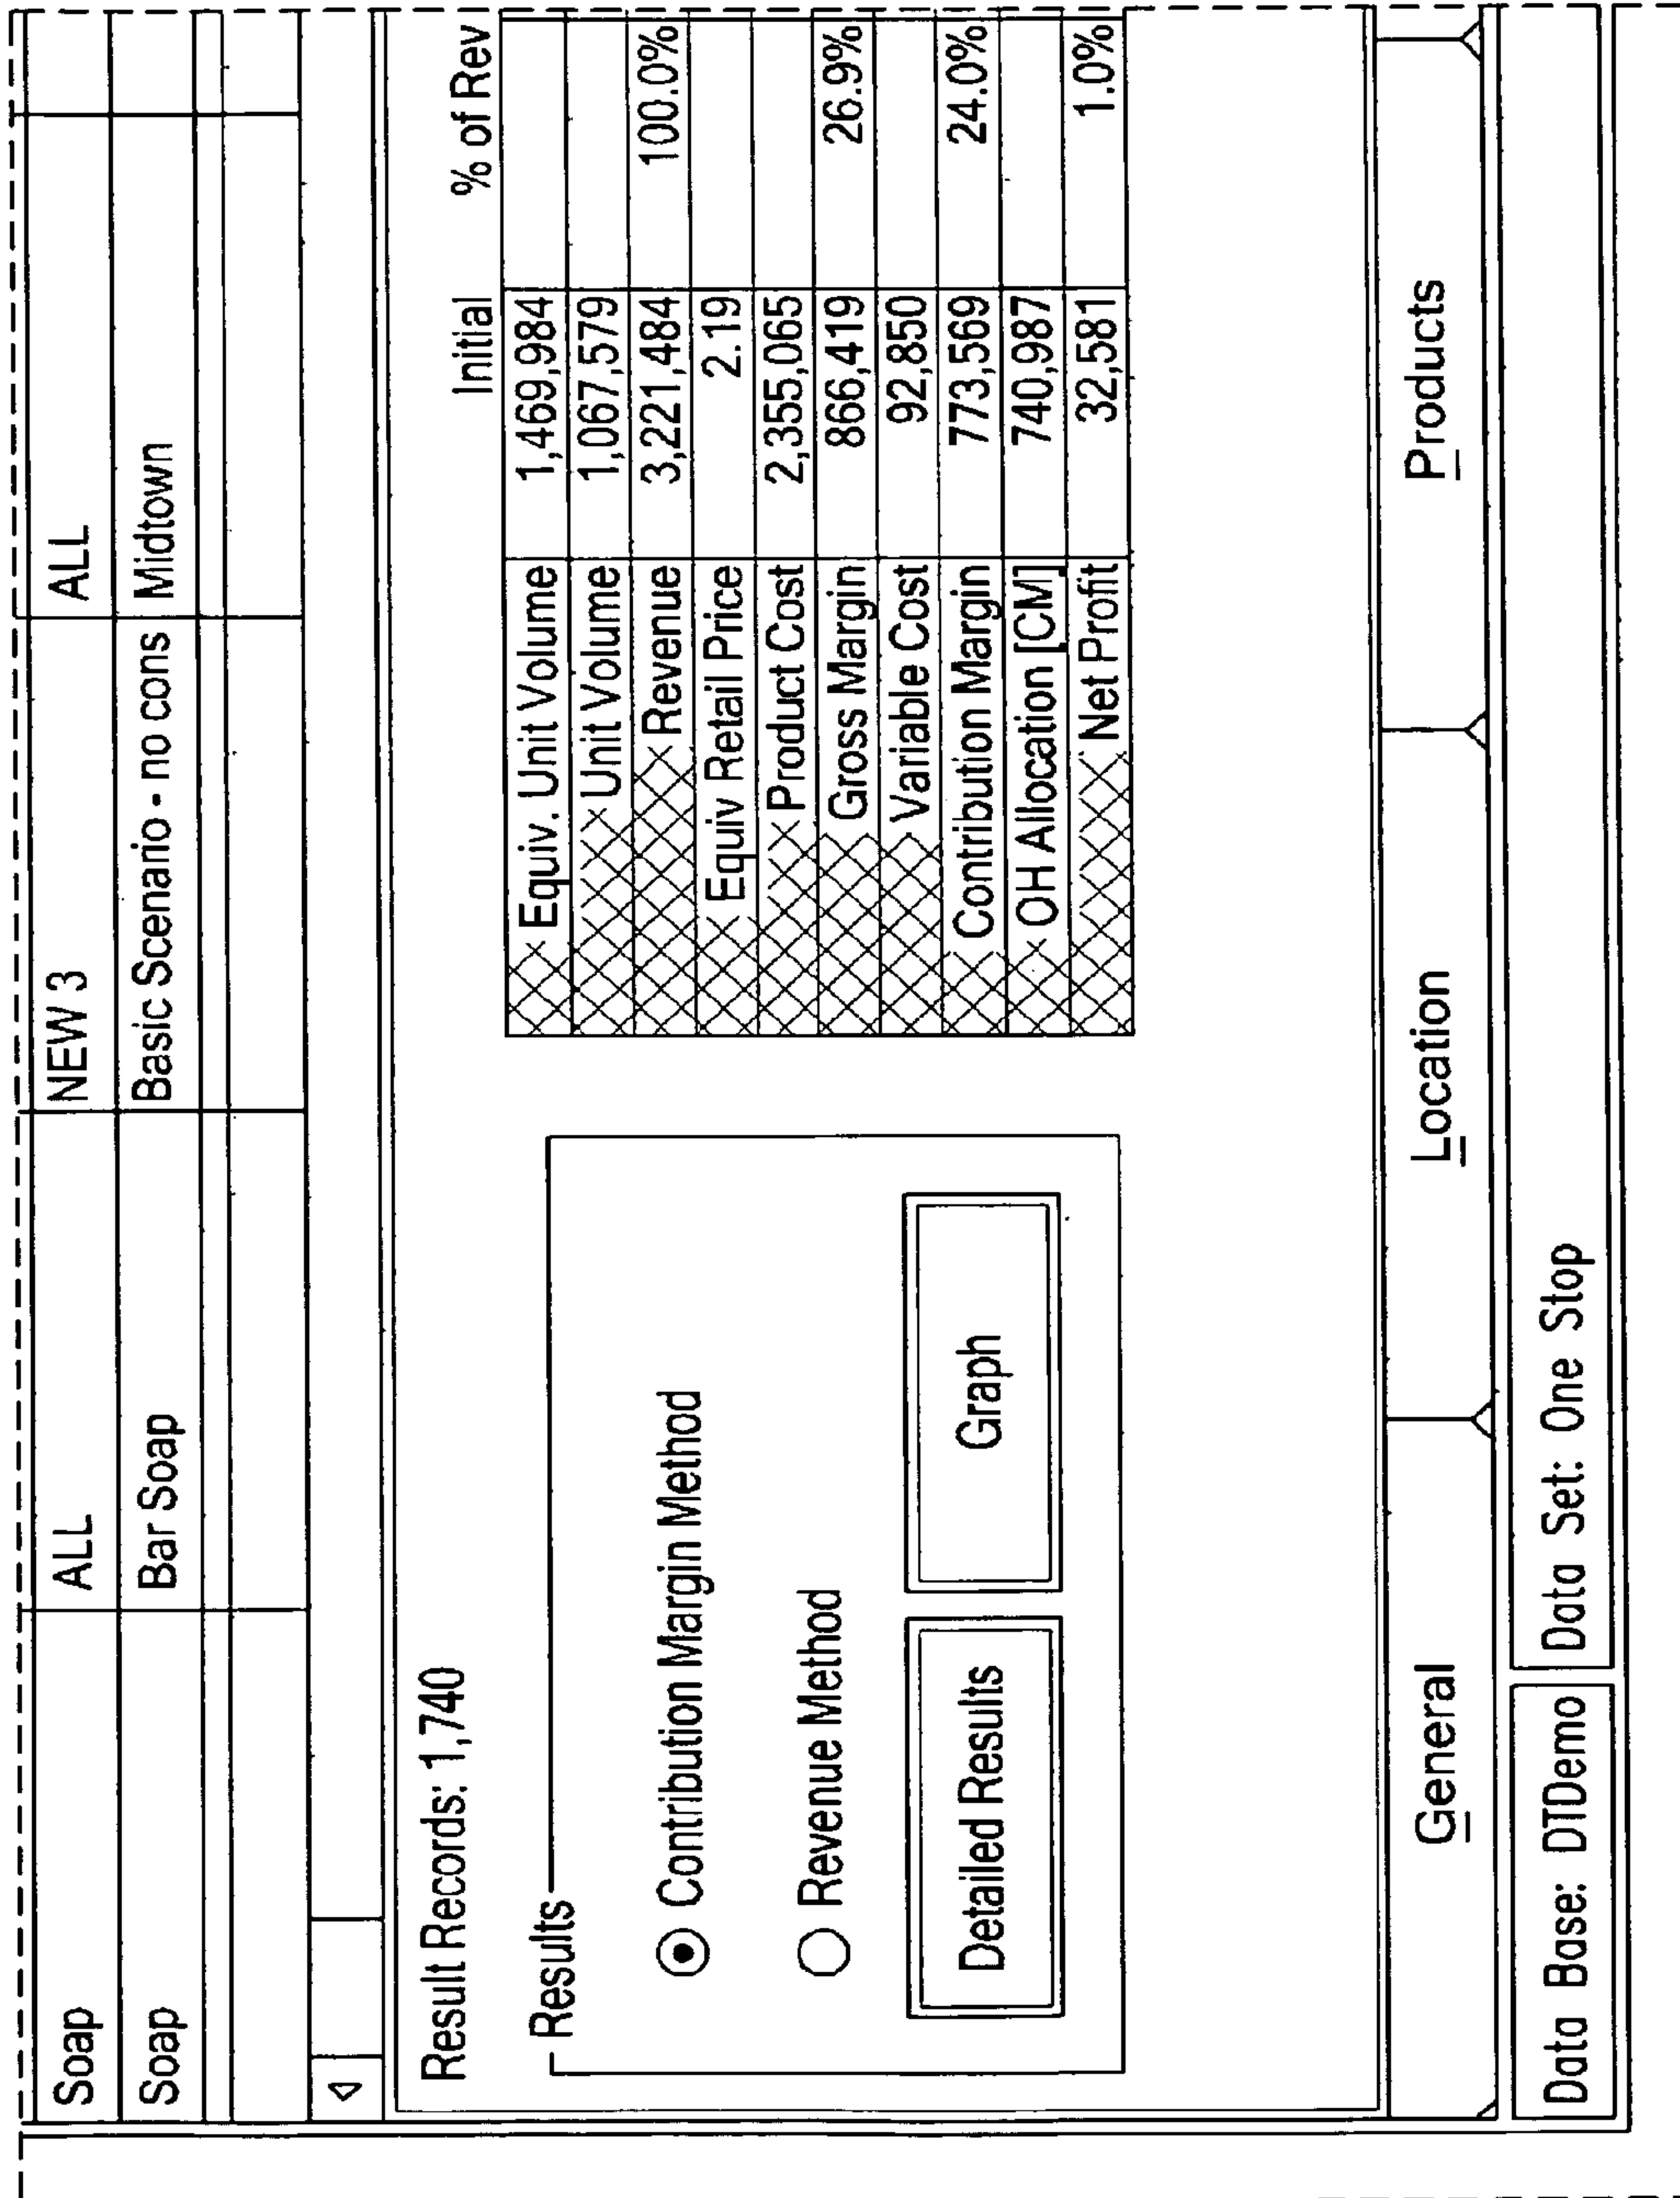 Soap ALL NEW 3 ALL
Soap Bar Soap Basic Scenario - no cons Midtown
Result Records: 1,740
Results
Contribution Margin Method
Revenue Method
Detailed Results Graph
Initial % of Rev
Equiv. Unit Volume 1,469,984
Unit Volume 1,067,579
Revenue 3,221,484 100.0%
Equiv Retail Price 2.19
Product Cost 2,355,065
Gross Margin 866,419 26.9%
Variable Cost 92,850
Contribution Margin 773,569 24.0%
OH Allocation [CM] 740,987
Net Profit 32,581 1.0%
General Location Products
Data Base: DTDemo Data Set: One Stop